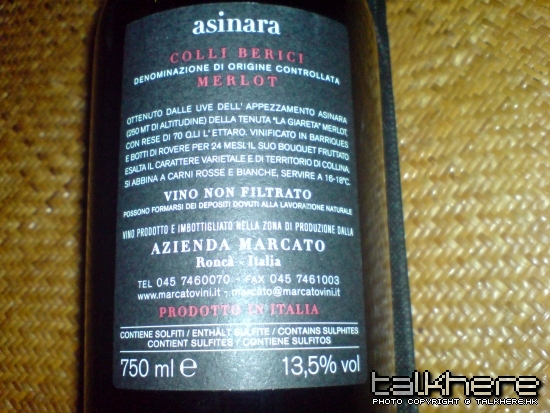 asinara
COLLI BERICI
DENOMINAZIONE DI ORIGINE CONTROLLATA
MERLOT
OTTENUTO DALLE UVE DELL' APPEZZAMENTO ASINARA
(250 MT DI ALTITUDINE) DELLA TENUTA "LA GIARETA" MERLOT,
CON RESE DI 70 Q.LI L' ETTARO. VINIFICATO IN BARRIQUES
E BOTTI DI ROVERE PER 24 MESI. IL SUO BOUQUET FRUTTATO
ESALTA IL CARATTERE VARIETALE E DI TERRITORIO DI COLLINA.
SI ABBINA A CARNI ROSSE E BIANCHE, SERVIRE A 16-18°C.
VINO NON FILTRATO
POSSONO FORMARSI DEI DEPOSITI DOVUTI ALLA LAVORAZIONE NATURALE
VINO PRODOTTO E IMBOTTIGLIATO NELLA ZONA DI PRODUZIONE DALLA
AZIENDA MARCATO
Roncà - Italia
TEL 045 7460070 - FAX 045 7461003
www.marcatovini.it - marcato@marcatovini.it
PRODOTTO IN ITALIA
CONTIENE SOLFITI / ENTHÄLT SULFITE / CONTAINS SULPHITES
CONTIENT SULFITES / CONTIENE SULFITOS
750 ml e 13,5% vol
talkhere
PHOTO COPYRIGHT @ TALKHERE.HK